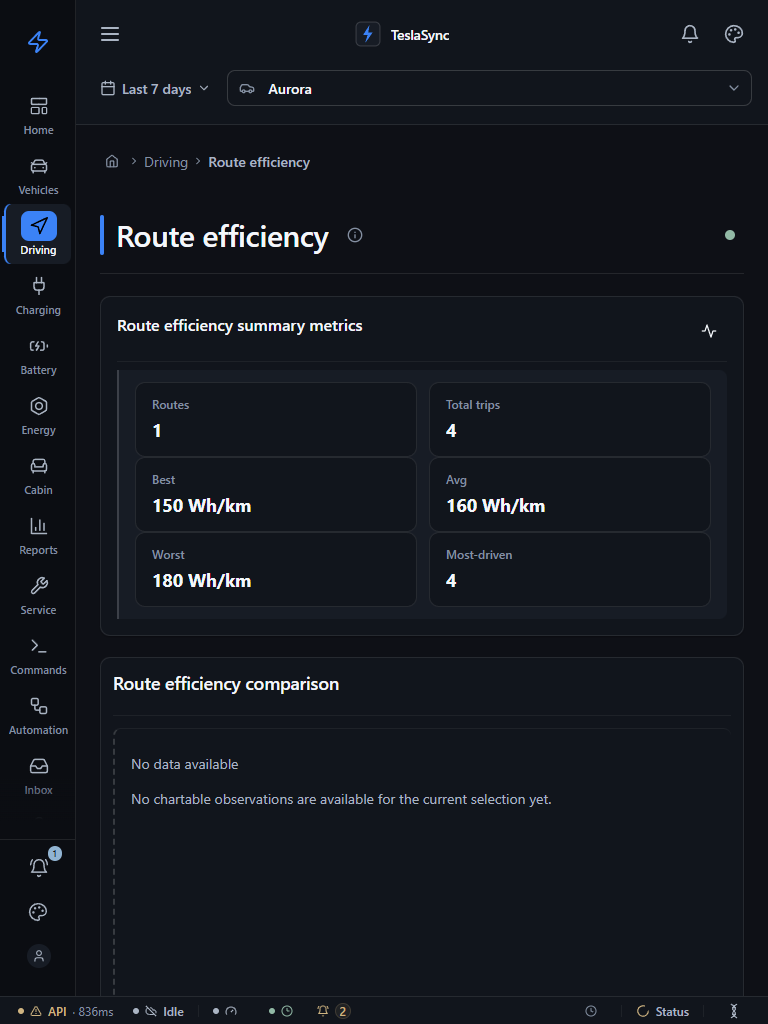 TeslaSync
Last 7 days
Aurora
Home
Vehicles
Driving
Charging
Battery
Energy
Cabin
Reports
Service
Commands
Automation
Inbox
1
Driving
Route efficiency
Route efficiency
Route efficiency summary metrics
Routes
1
Total trips
4
Best
150 Wh/km
Avg
160 Wh/km
Worst
180 Wh/km
Most-driven
4
Route efficiency comparison
No data available
No chartable observations are available for the current selection yet.
API · 836ms
Idle
2
Status